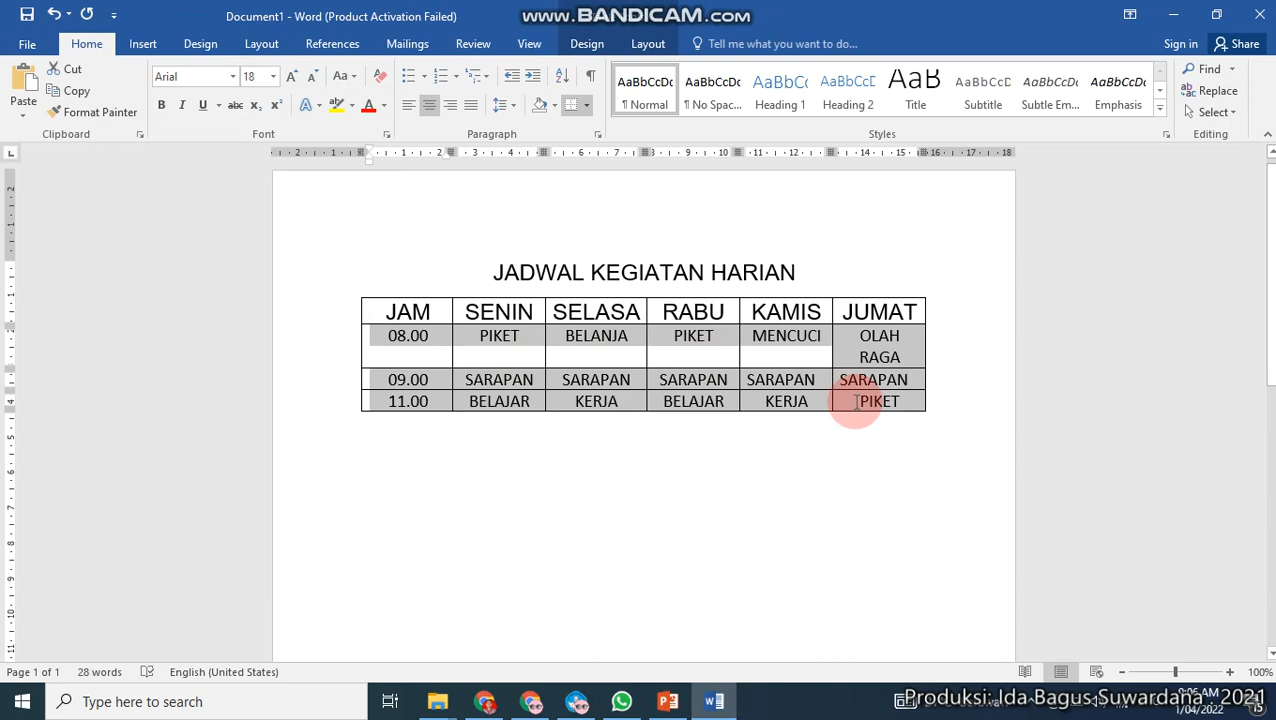 Document1 - Word (Product Activation Failed)
www.BANDICAM.com
File Home Insert Design Layout References Mailings Review View Design Layout Tell me what you want to do... Sign in Share
Paste Cut Copy Format Painter
Clipboard
Arial 18
Font
Paragraph
AaBbCcDc AaBbCcDc AaBbCc AaBbCcD AaB AaBbCcD AaBbCcDc AaBbCcDc
¶ Normal ¶ No Spac... Heading 1 Heading 2 Title Subtitle Subtle Em... Emphasis
Styles
Find Replace Select
Editing
JADWAL KEGIATAN HARIAN
JAM SENIN SELASA RABU KAMIS JUMAT
08.00 PIKET BELANJA PIKET MENCUCI OLAH
RAGA
09.00 SARAPAN SARAPAN SARAPAN SARAPAN SARAPAN
11.00 BELAJAR KERJA BELAJAR KERJA PIKET
Page 1 of 1 28 words English (United States) 100%
Type here to search
Produksi: Ida Bagus Suwardana_2021
1/04/2022